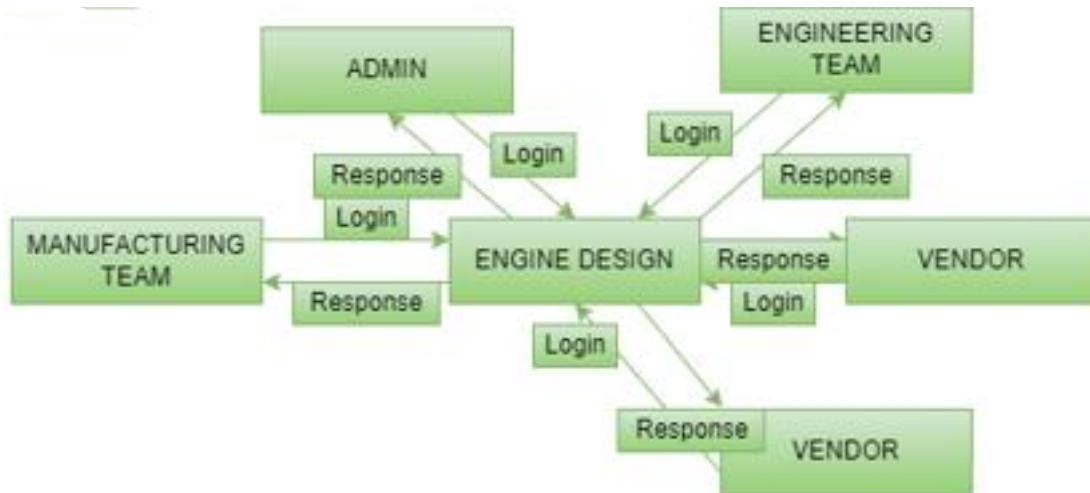 ENGINEERING
TEAM
ADMIN
Login
Login
Response
Response
Login
MANUFACTURING
TEAM
ENGINE DESIGN
Response
VENDOR
Response
Login
Login
Response
VENDOR